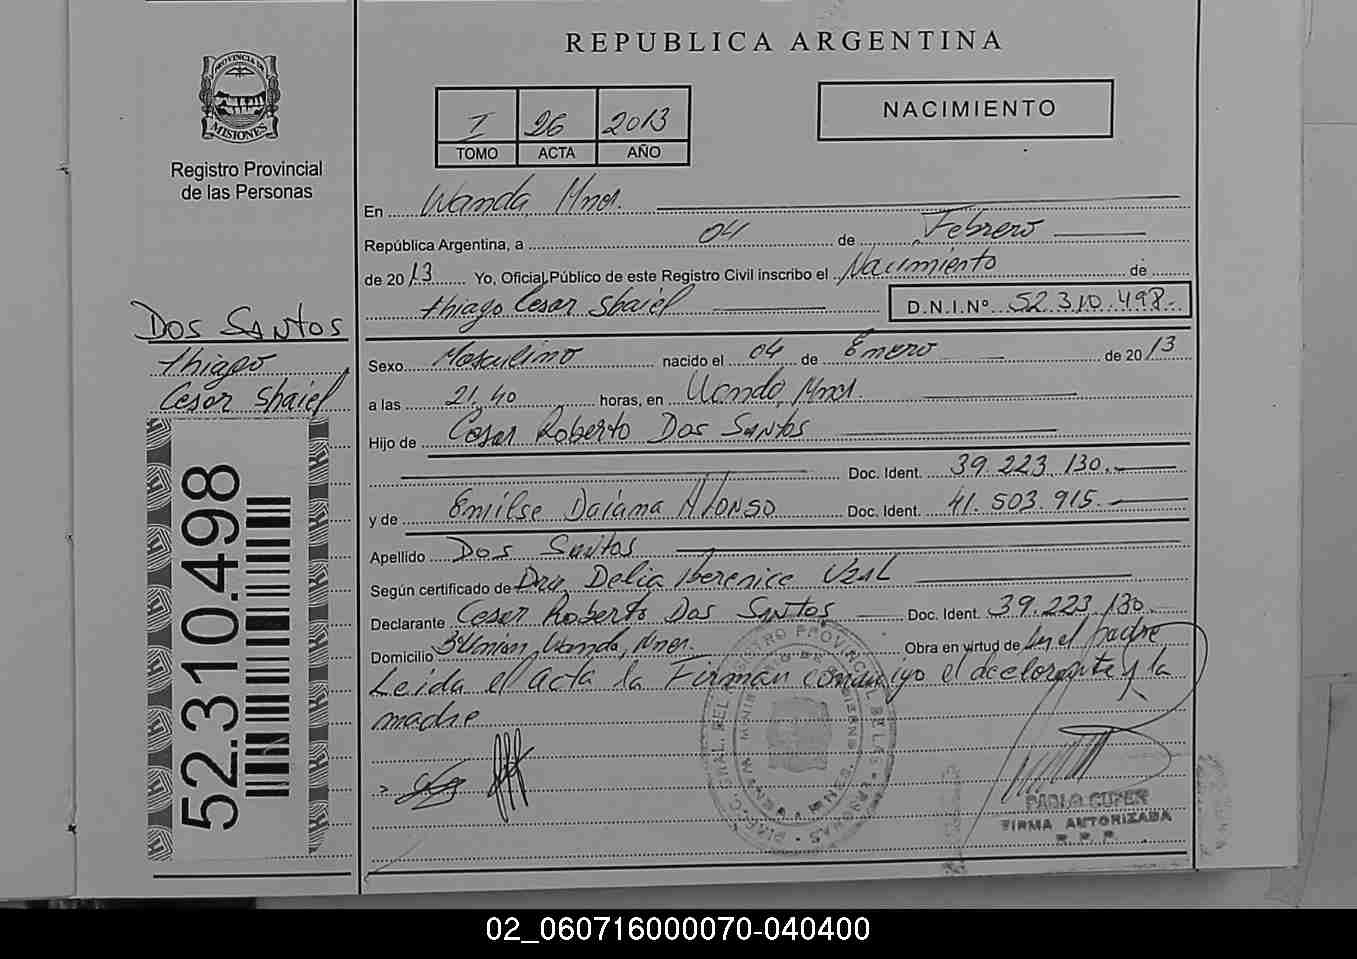 REPUBLICA ARGENTINA
PROVINCIA DE
MISIONES
Registro Provincial
de las Personas
I 26 2013
TOMO ACTA AÑO
NACIMIENTO
En Wanda, Mnes.
República Argentina, a 04 de Febrero
de 2013 Yo, Oficial Público de este Registro Civil inscribo el Nacimiento de
thiago Cesar Shaiel D.N.I.Nº 52.310.498.
Dos Santos
thiago
Cesar Shaiel
52.310.498
Sexo Masculino nacido el 04 de Enero de 2013
a las 21,40 horas, en Wanda, Mnes.
Hijo de Cesar Roberto Dos Santos
Doc. Ident. 39.223.130.
y de Emilse Daiana Alonso Doc. Ident. 41.503.915.
Apellido Dos Santos
Según certificado de Dra. Delia Berenice Uzal
Declarante Cesar Roberto Dos Santos Doc. Ident. 39.223.130
Domicilio Bº Unión, Wanda, Mnes. Obra en virtud de ser el padre
Leida el acta la Firman conmigo el declarante y la
madre
PABLO CUPER
FIRMA AUTORIZADA
R.P.P.
02_060716000070-040400